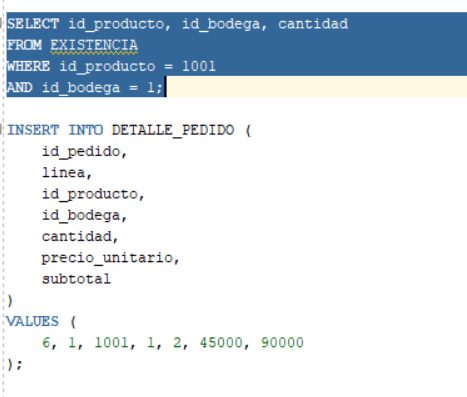 SELECT id_producto, id_bodega, cantidad
FROM EXISTENCIA
WHERE id_producto = 1001
AND id_bodega = 1;
INSERT INTO DETALLE_PEDIDO (
id_pedido,
linea,
id_producto,
id_bodega,
cantidad,
precio_unitario,
subtotal
)
VALUES (
6, 1, 1001, 1, 2, 45000, 90000
);